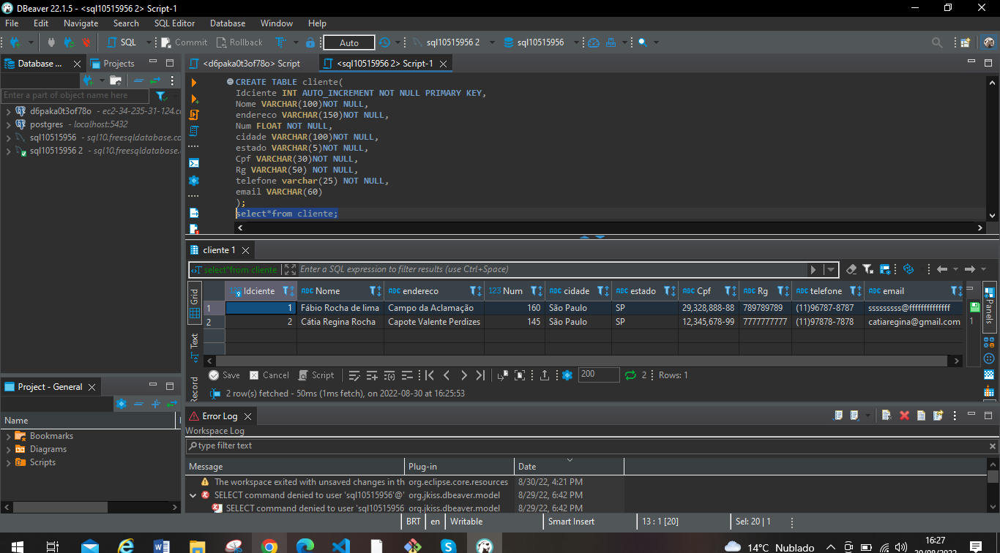 DBeaver 22.1.5 - <sql10515956 2> Script-1
File Edit Navigate Search SQL Editor Database Window Help
SQL Commit Rollback Auto sql10515956 2 sql10515956
Database ... Projects
Enter a part of object name here
d6paka0t3of78o - ec2-34-235-31-124.co
postgres - localhost:5432
sql10515956 - sql10.freesqldatabase.co
sql10515956 2 - sql10.freesqldatabase.
<d6paka0t3of78o> Script <sql10515956 2> Script-1
CREATE TABLE cliente(
Idciente INT AUTO_INCREMENT NOT NULL PRIMARY KEY,
Nome VARCHAR(100)NOT NULL,
endereco VARCHAR(150)NOT NULL,
Num FLOAT NOT NULL,
cidade VARCHAR(100)NOT NULL,
estado VARCHAR(5)NOT NULL,
Cpf VARCHAR(30)NOT NULL,
Rg VARCHAR(50) NOT NULL,
telefone varchar(25) NOT NULL,
email VARCHAR(60)
);
select*from cliente;
cliente 1
select*from cliente Enter a SQL expression to filter results (use Ctrl+Space)
Grid
Text
Record
Idciente ABC Nome ABC endereco 123 Num ABC cidade ABC estado ABC Cpf ABC Rg ABC telefone ABC email
1 1 Fábio Rocha de lima Campo da Aclamação 160 São Paulo SP 29,328,888-88 789789789 (11)96787-8787 sssssssss@ffffffffffffff
2 2 Cátia Regina Rocha Capote Valente Perdizes 145 São Paulo SP 12,345,678-99 7777777777 (11)97878-7878 catiaregina@gmail.com
1
Panels
Save Cancel Script 200 2 Rows: 1
2 row(s) fetched - 50ms (1ms fetch), on 2022-08-30 at 16:25:53
Project - General
Name
Bookmarks
Diagrams
Scripts
Error Log
Workspace Log
type filter text
Message Plug-in Date
The workspace exited with unsaved changes in th org.eclipse.core.resources 8/30/22, 4:21 PM
SELECT command denied to user 'sql10515956'@' org.jkiss.dbeaver.model 8/29/22, 6:42 PM
SELECT command denied to user 'sql10515956 org.jkiss.dbeaver.model 8/29/22, 6:42 PM
BRT en Writable Smart Insert 13 : 1 [20] Sel: 20 | 1
14°C Nublado 16:27